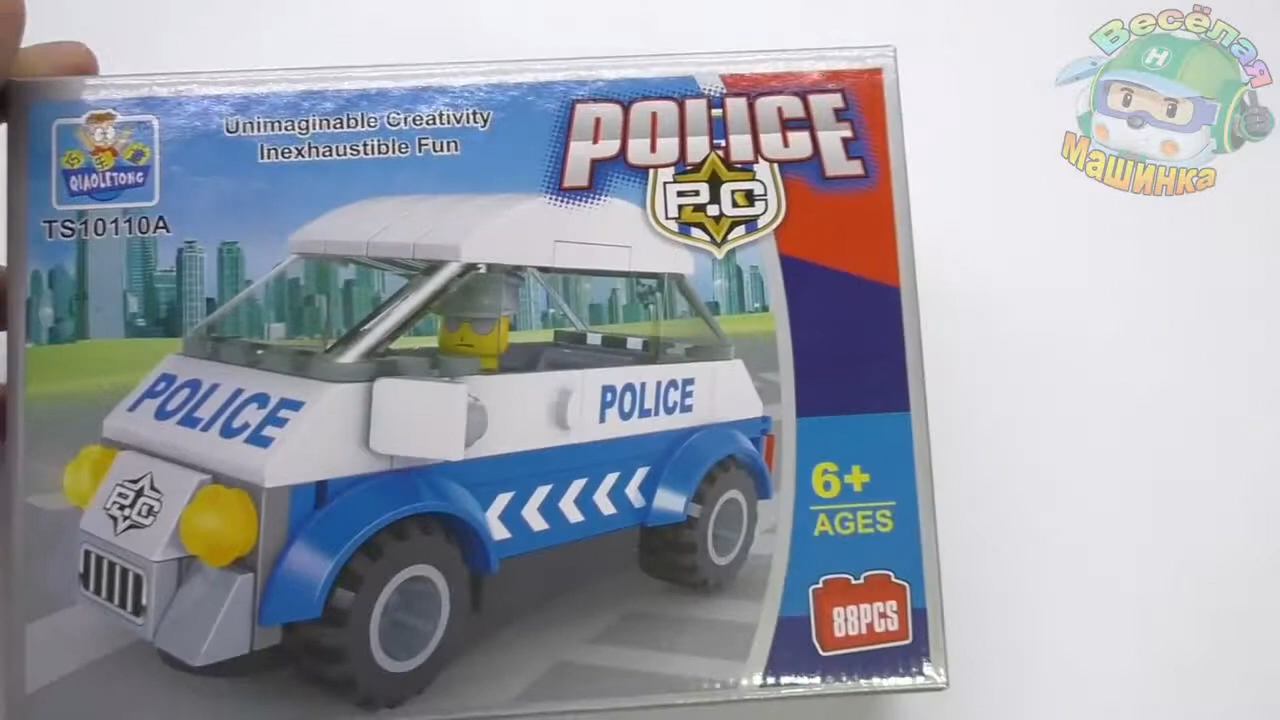 Весёлая
Машинка
QIAOLETONG
TS10110A
Unimaginable Creativity
Inexhaustible Fun
POLICE
P.C
POLICE
POLICE
P.C
6+
AGES
88PCS